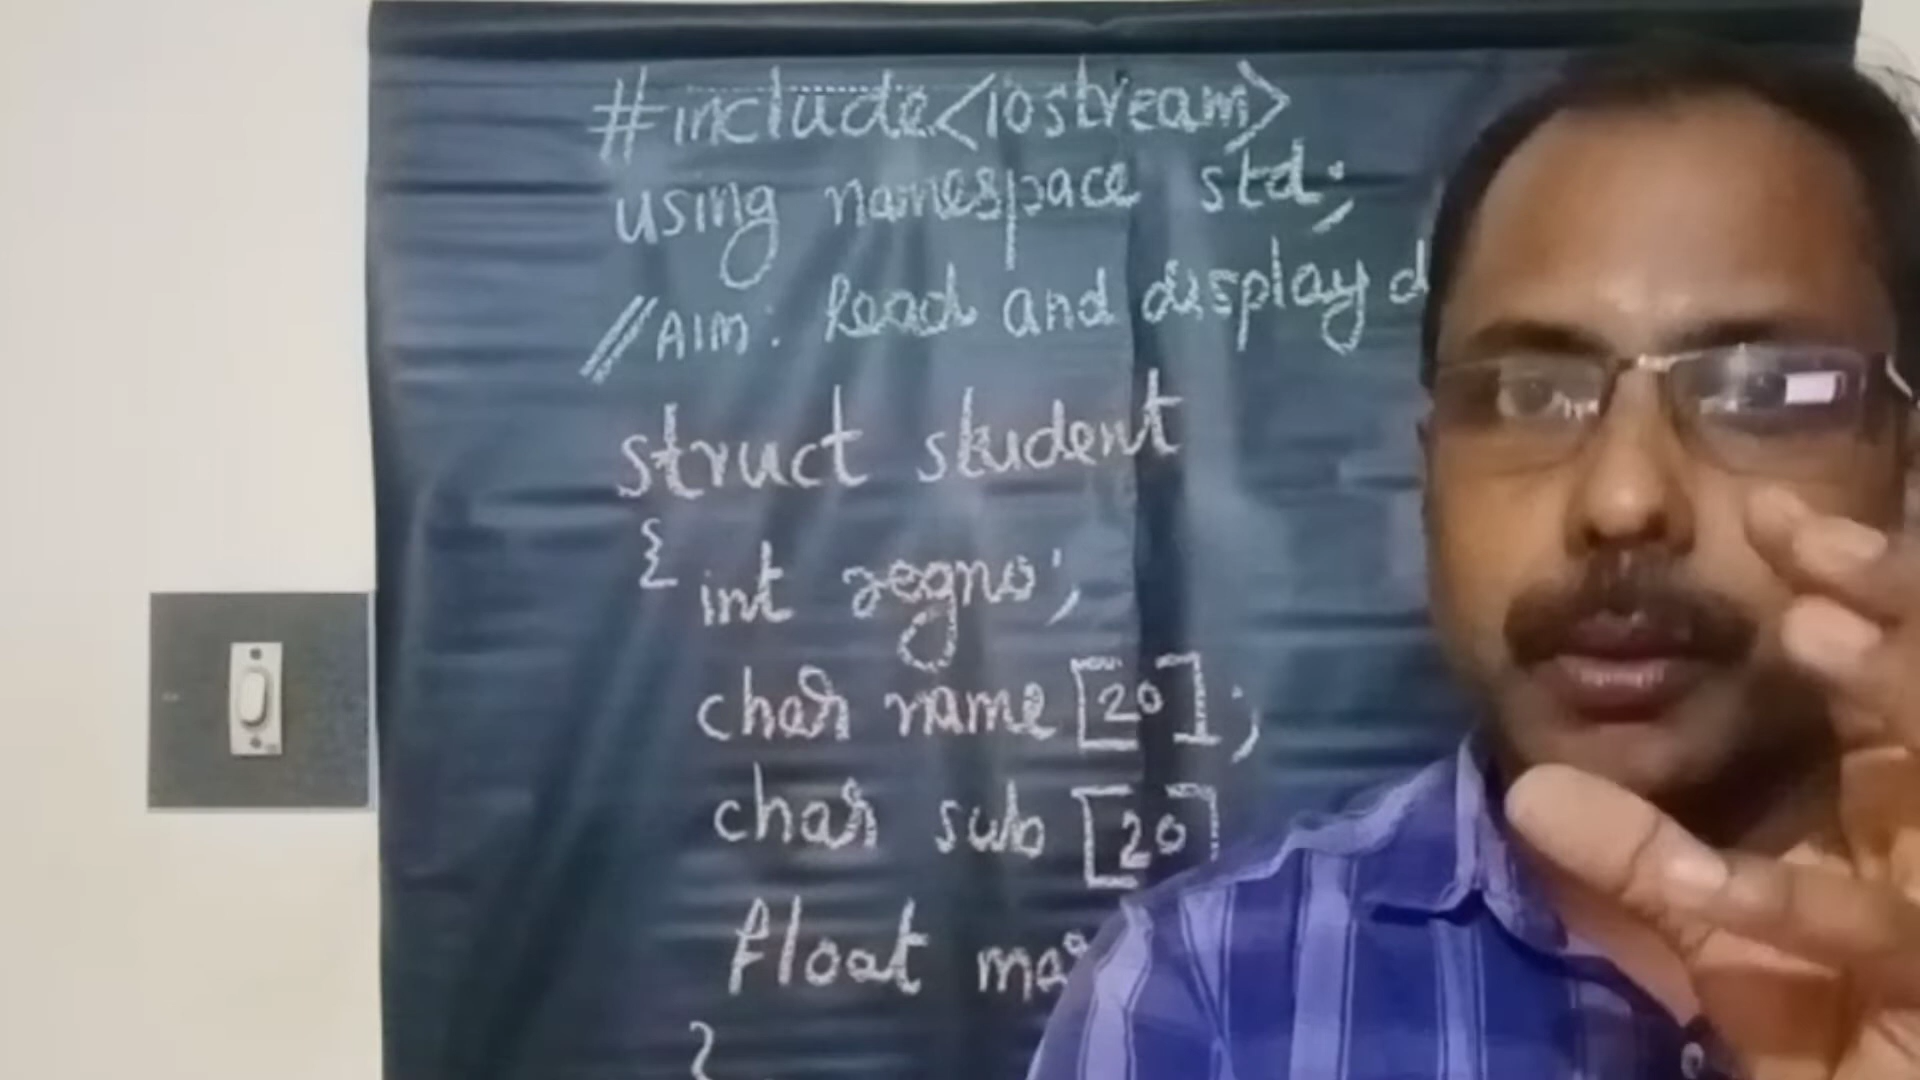 #include<iostream>
using namespace std;
//AIM: Read and display d
struct student
{
int regno;
char name [20];
char sub [20]
float ma
}